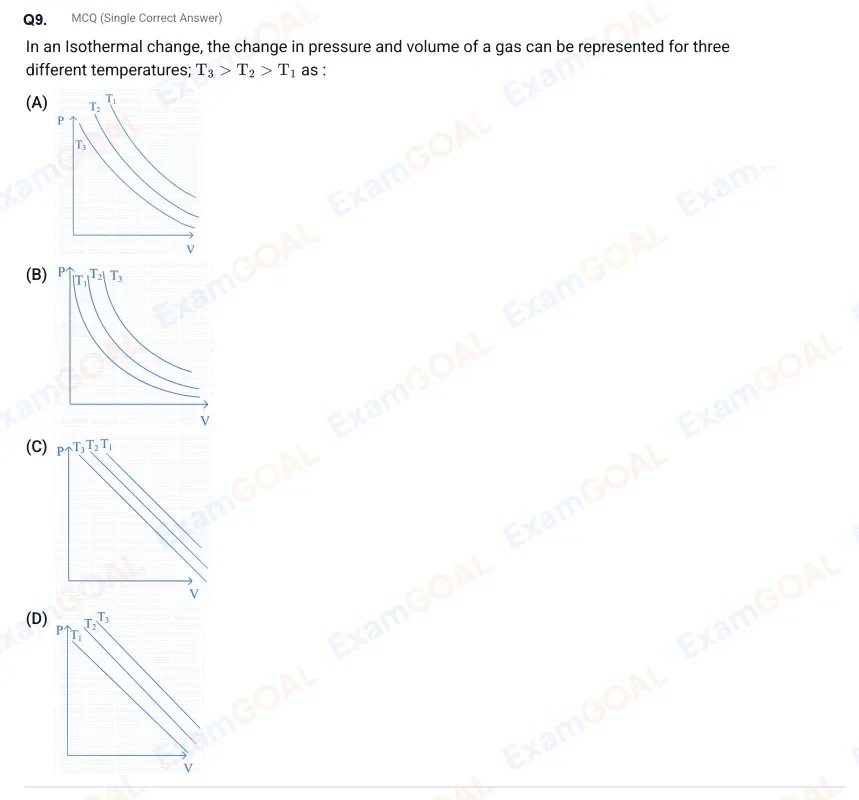 Q9. MCQ (Single Correct Answer)
In an Isothermal change, the change in pressure and volume of a gas can be represented for three
different temperatures; T₃ > T₂ > T₁ as :
(A)
T₂ T₁
P
T₃
V
(B) P T₁ T₂ T₃
V
(C) P T₃ T₂ T₁
V
(D)
P T₁ T₂ T₃
V
ExamGOAL